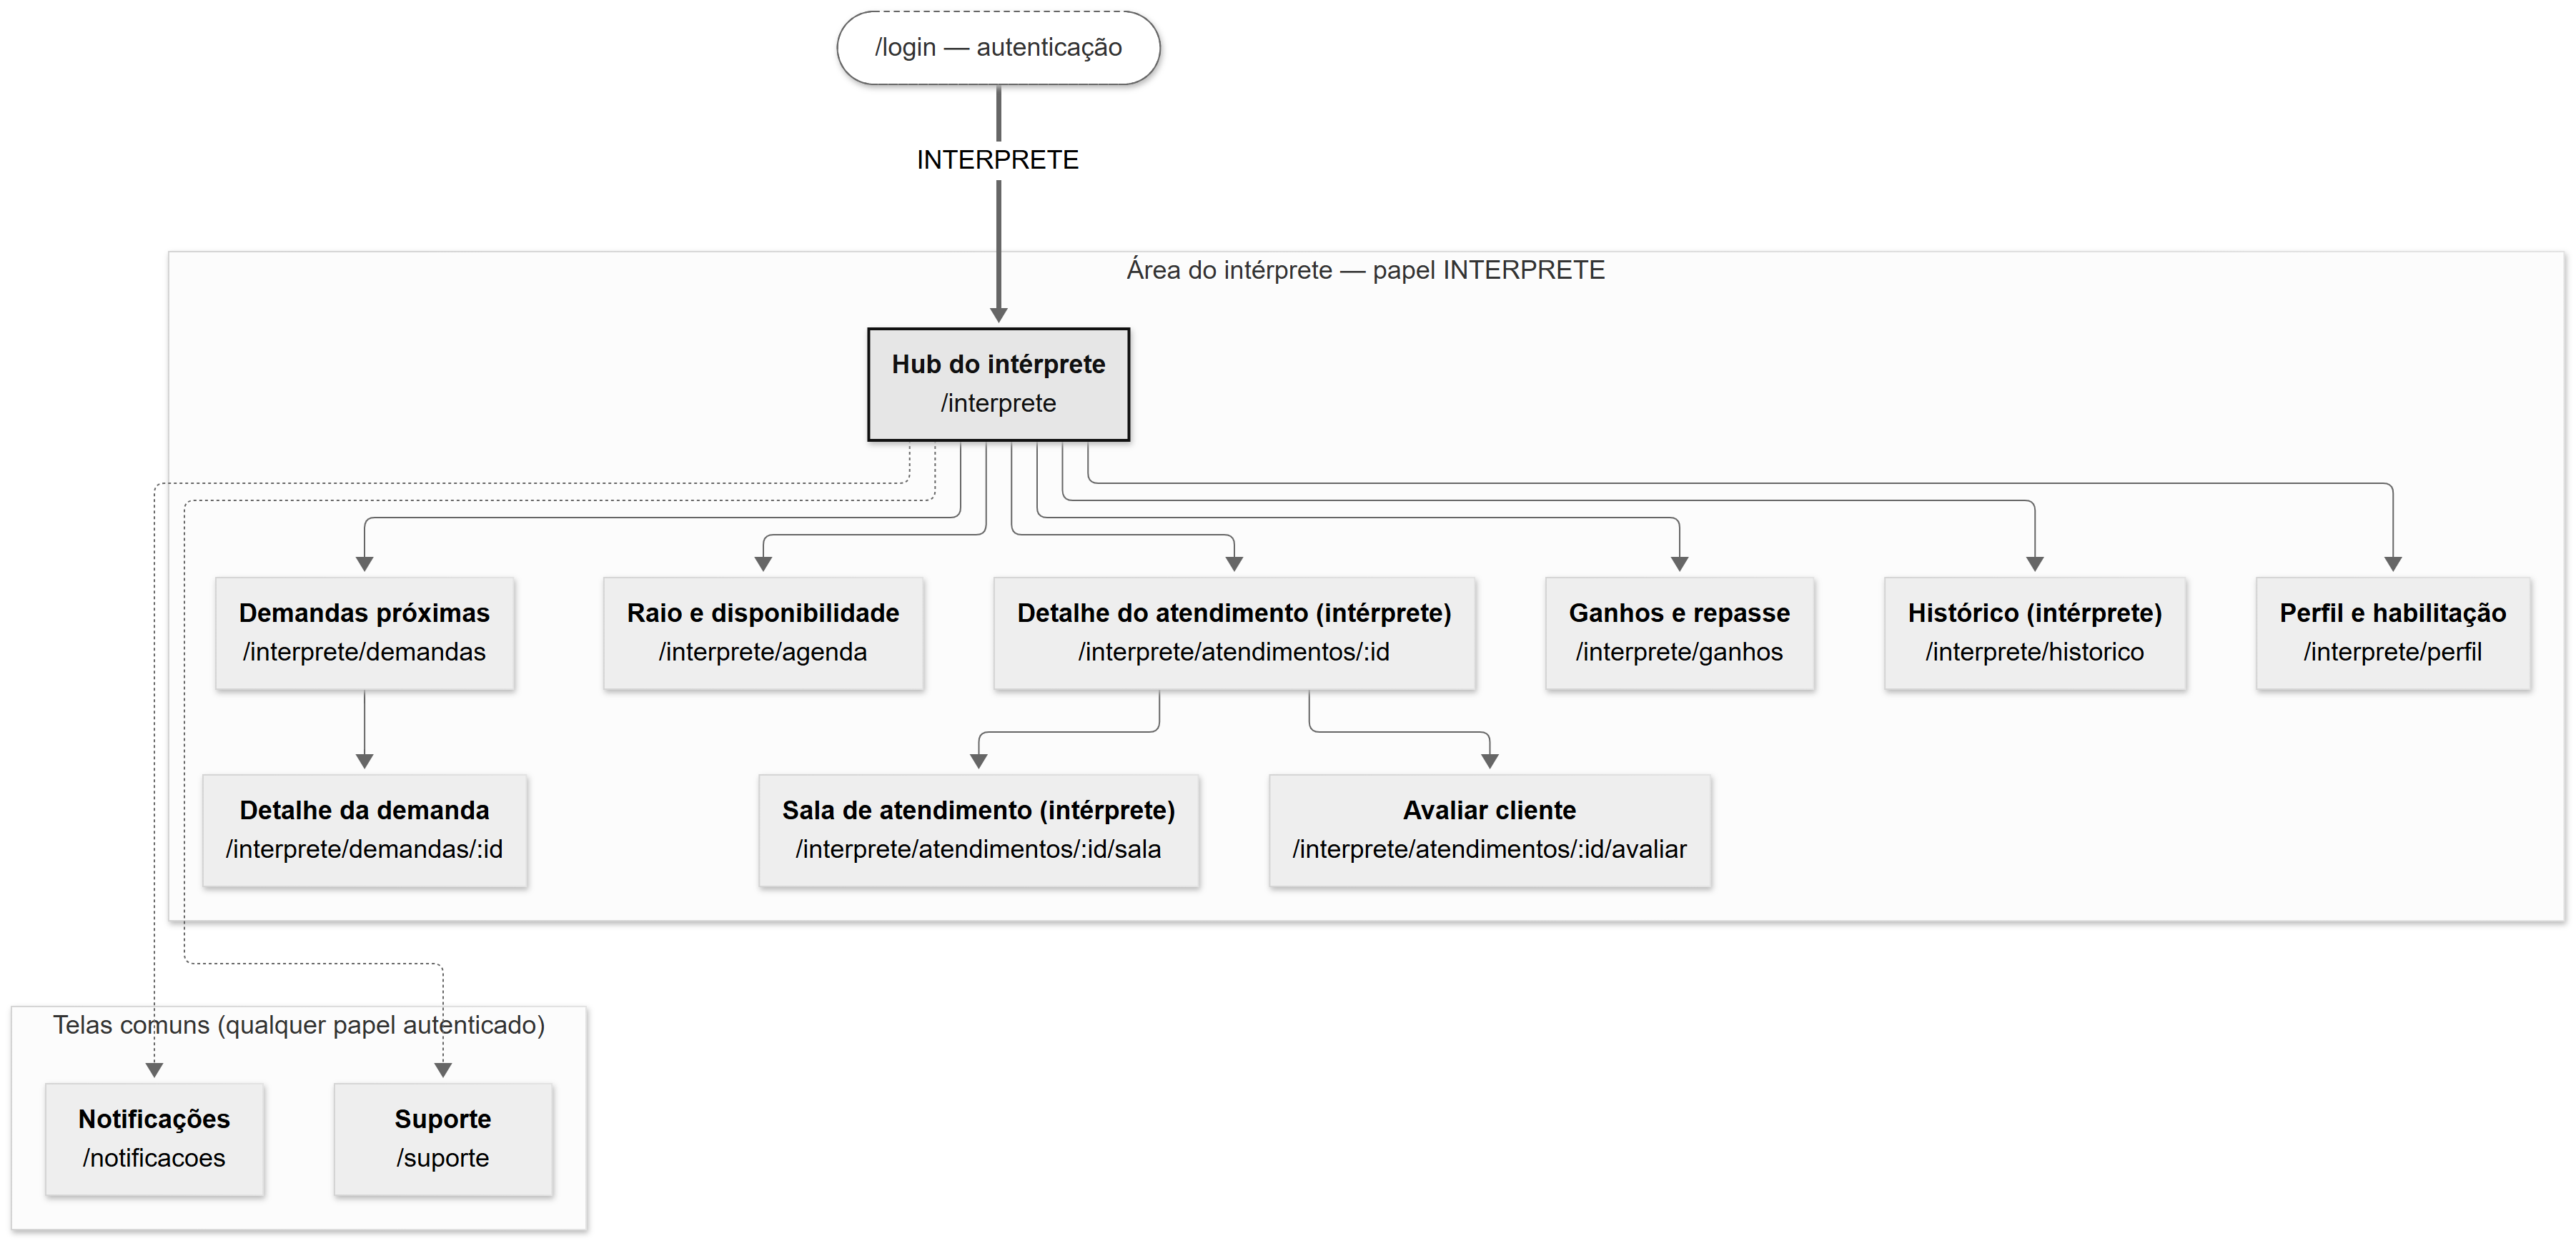 /login — autenticação
INTERPRETE
Área do intérprete — papel INTERPRETE
Hub do intérprete
/interprete
Demandas próximas
/interprete/demandas
Raio e disponibilidade
/interprete/agenda
Detalhe do atendimento (intérprete)
/interprete/atendimentos/:id
Ganhos e repasse
/interprete/ganhos
Histórico (intérprete)
/interprete/historico
Perfil e habilitação
/interprete/perfil
Detalhe da demanda
/interprete/demandas/:id
Sala de atendimento (intérprete)
/interprete/atendimentos/:id/sala
Avaliar cliente
/interprete/atendimentos/:id/avaliar
Telas comuns (qualquer papel autenticado)
Notificações
/notificacoes
Suporte
/suporte